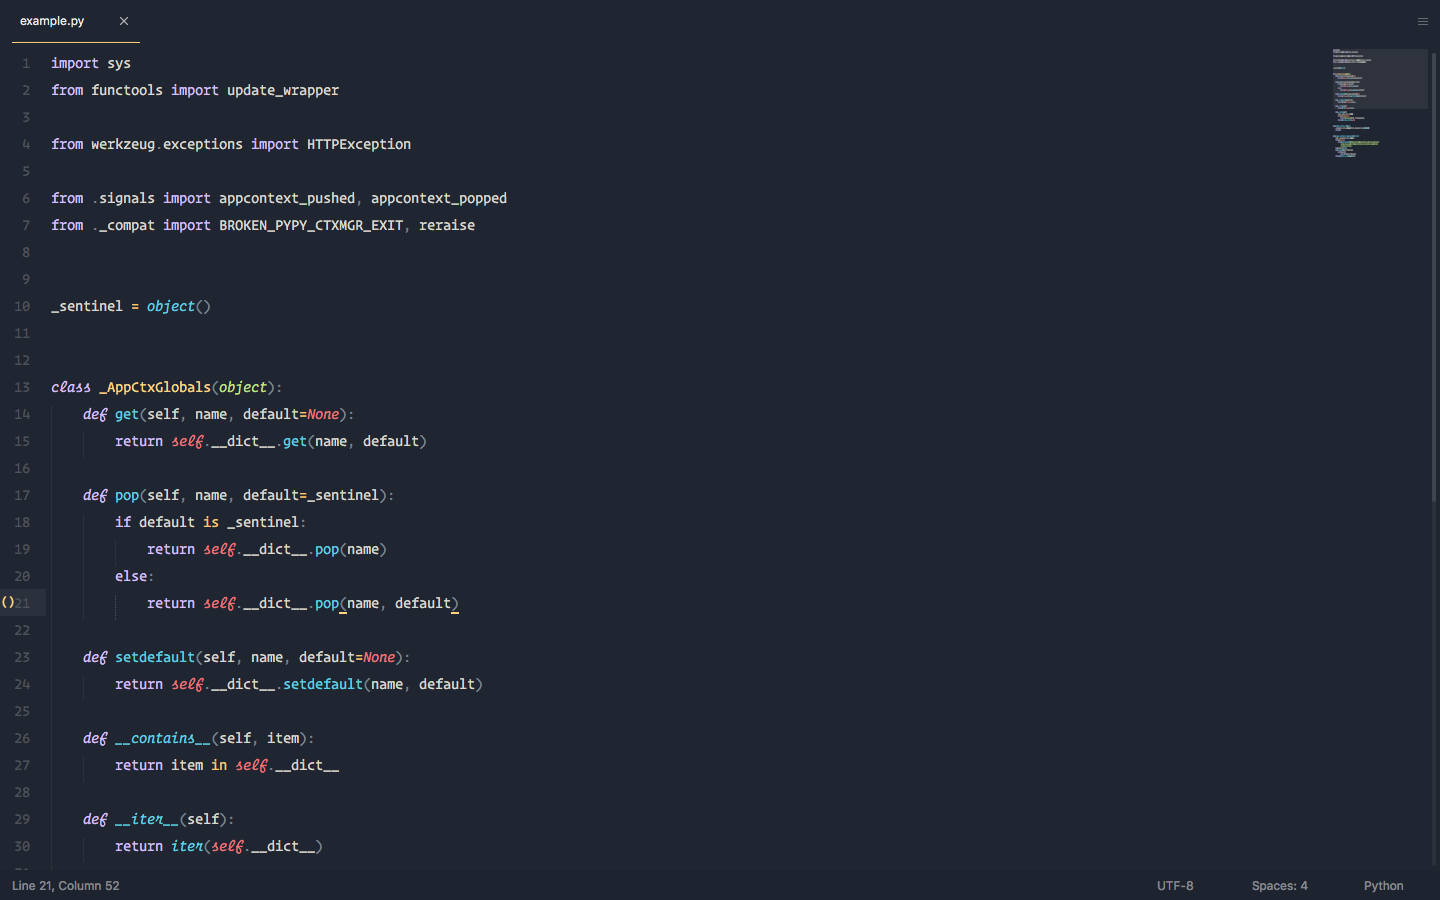 example.py ×
1 import sys
2 from functools import update_wrapper
3
4 from werkzeug.exceptions import HTTPException
5
6 from .signals import appcontext_pushed, appcontext_popped
7 from ._compat import BROKEN_PYPY_CTXMGR_EXIT, reraise
8
9
10 _sentinel = object()
11
12
13 class _AppCtxGlobals(object):
14 def get(self, name, default=None):
15 return self.__dict__.get(name, default)
16
17 def pop(self, name, default=_sentinel):
18 if default is _sentinel:
19 return self.__dict__.pop(name)
20 else:
()21 return self.__dict__.pop(name, default)
22
23 def setdefault(self, name, default=None):
24 return self.__dict__.setdefault(name, default)
25
26 def __contains__(self, item):
27 return item in self.__dict__
28
29 def __iter__(self):
30 return iter(self.__dict__)
Line 21, Column 52 UTF-8 Spaces: 4 Python